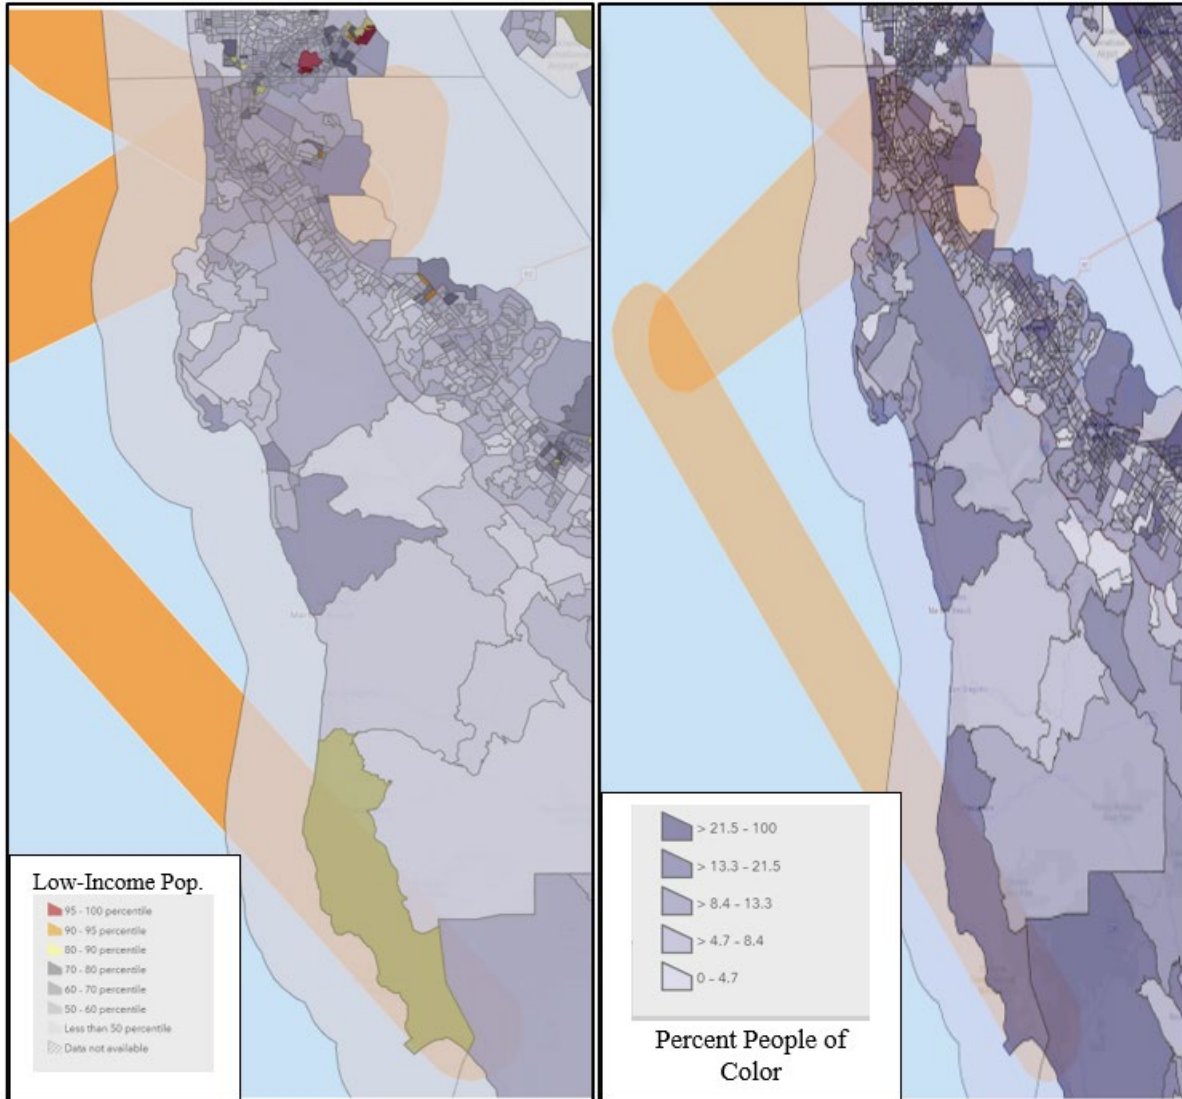 Low-Income Pop.
95 - 100 percentile
90 - 95 percentile
80 - 90 percentile
70 - 80 percentile
60 - 70 percentile
50 - 60 percentile
Less than 50 percentile
Data not available
> 21.5 - 100
> 13.3 - 21.5
> 8.4 - 13.3
> 4.7 - 8.4
0 - 4.7
Percent People of
Color